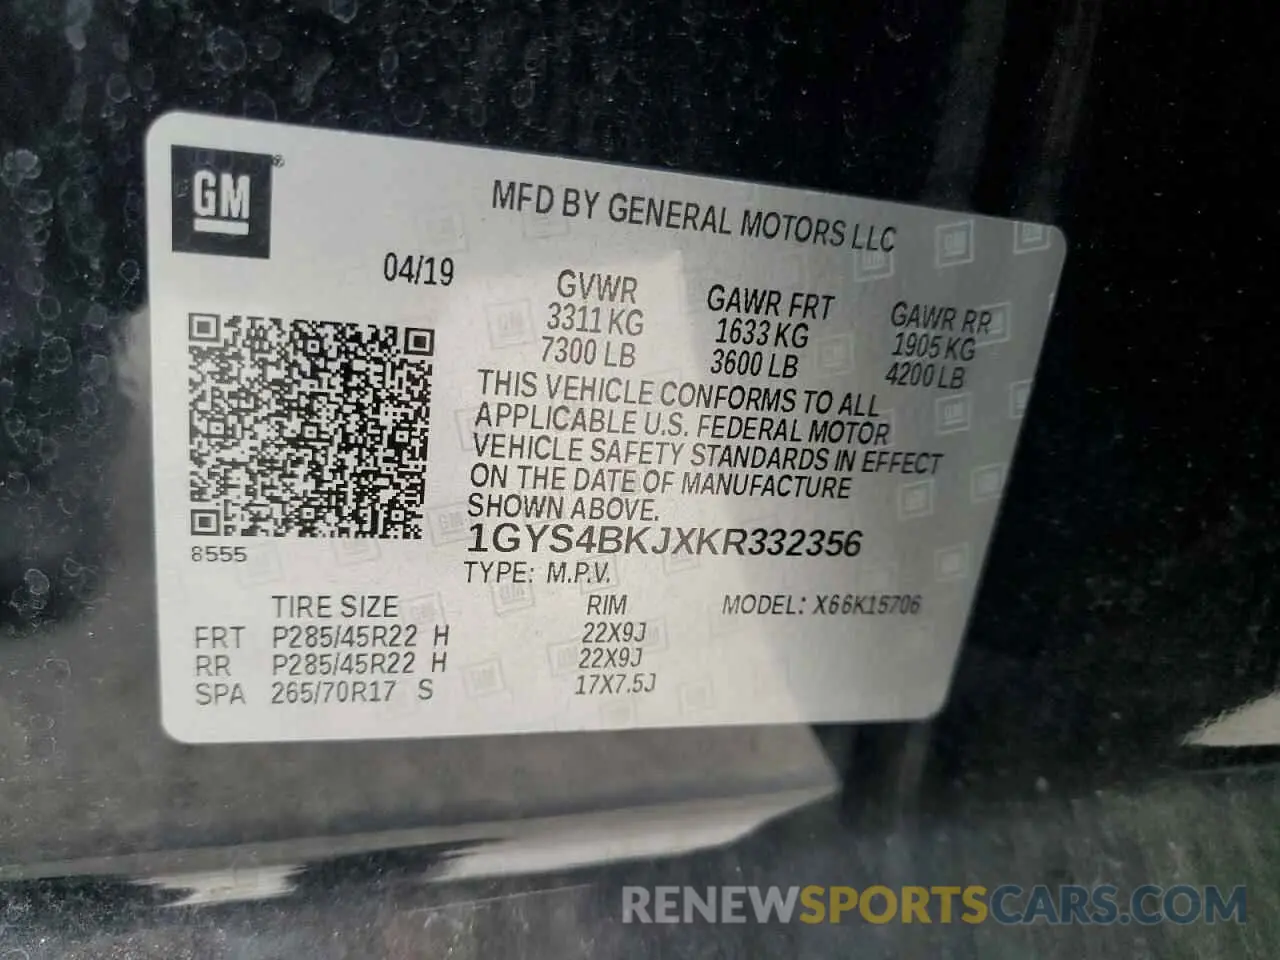 GM ®
MFD BY GENERAL MOTORS LLC
04/19
GVWR GAWR FRT GAWR RR
3311 KG 1633 KG 1905 KG
7300 LB 3600 LB 4200 LB
THIS VEHICLE CONFORMS TO ALL
APPLICABLE U.S. FEDERAL MOTOR
VEHICLE SAFETY STANDARDS IN EFFECT
ON THE DATE OF MANUFACTURE
SHOWN ABOVE.
1GYS4BKJXKR332356
8555
TYPE: M.P.V.
TIRE SIZE RIM MODEL: X66K15706
FRT P285/45R22 H 22X9J
RR P285/45R22 H 22X9J
SPA 265/70R17 S 17X7.5J
RENEWSPORTSCARS.COM